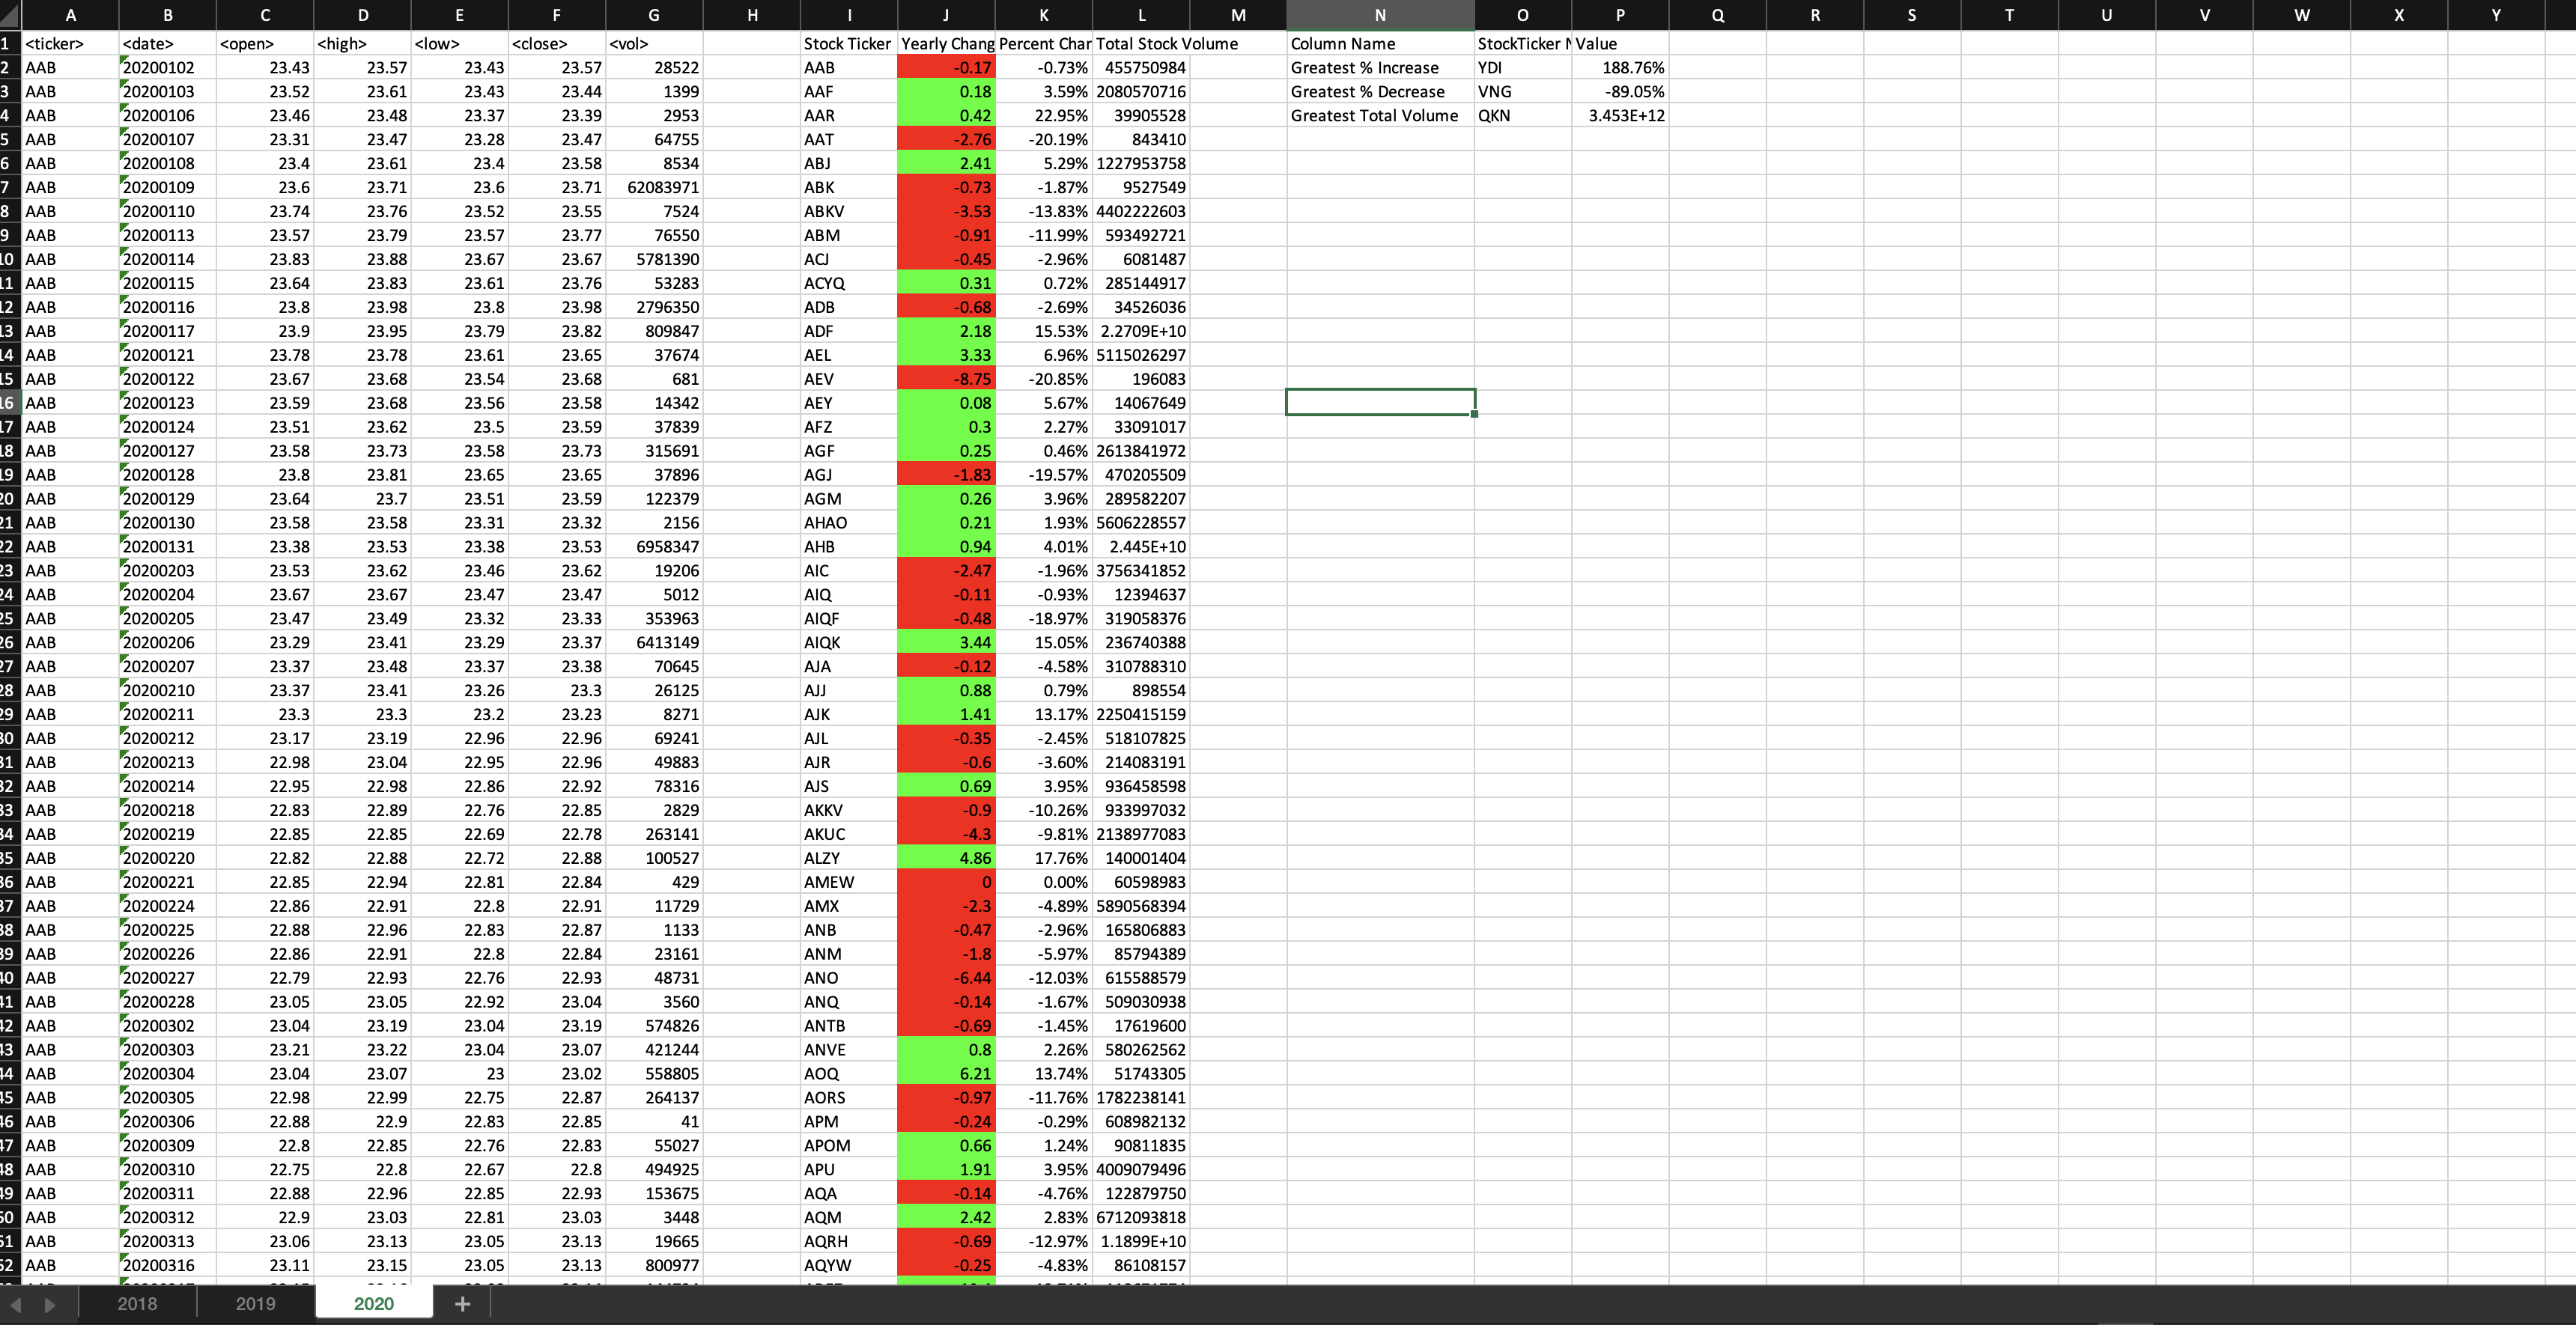 A B C D E F G H I J K L M N O P Q R S T U V W X Y
1 <ticker> <date> <open> <high> <low> <close> <vol> Stock Ticker Yearly Chang Percent Char Total Stock Volume Column Name StockTicker N Value
2 AAB 20200102 23.43 23.57 23.43 23.57 28522 AAB -0.17 -0.73% 455750984 Greatest % Increase YDI 188.76%
3 AAB 20200103 23.52 23.61 23.43 23.44 1399 AAF 0.18 3.59% 2080570716 Greatest % Decrease VNG -89.05%
4 AAB 20200106 23.46 23.48 23.37 23.39 2953 AAR 0.42 22.95% 39905528 Greatest Total Volume QKN 3.453E+12
5 AAB 20200107 23.31 23.47 23.28 23.47 64755 AAT -2.76 -20.19% 843410
6 AAB 20200108 23.4 23.61 23.4 23.58 8534 ABJ 2.41 5.29% 1227953758
7 AAB 20200109 23.6 23.71 23.6 23.71 62083971 ABK -0.73 -1.87% 9527549
8 AAB 20200110 23.74 23.76 23.52 23.55 7524 ABKV -3.53 -13.83% 4402222603
9 AAB 20200113 23.57 23.79 23.57 23.77 76550 ABM -0.91 -11.99% 593492721
10 AAB 20200114 23.83 23.88 23.67 23.67 5781390 ACJ -0.45 -2.96% 6081487
11 AAB 20200115 23.64 23.83 23.61 23.76 53283 ACYQ 0.31 0.72% 285144917
12 AAB 20200116 23.8 23.98 23.8 23.98 2796350 ADB -0.68 -2.69% 34526036
13 AAB 20200117 23.9 23.95 23.79 23.82 809847 ADF 2.18 15.53% 2.2709E+10
14 AAB 20200121 23.78 23.78 23.61 23.65 37674 AEL 3.33 6.96% 5115026297
15 AAB 20200122 23.67 23.68 23.54 23.68 681 AEV -8.75 -20.85% 196083
16 AAB 20200123 23.59 23.68 23.56 23.58 14342 AEY 0.08 5.67% 14067649
17 AAB 20200124 23.51 23.62 23.5 23.59 37839 AFZ 0.3 2.27% 33091017
18 AAB 20200127 23.58 23.73 23.58 23.73 315691 AGF 0.25 0.46% 2613841972
19 AAB 20200128 23.8 23.81 23.65 23.65 37896 AGJ -1.83 -19.57% 470205509
20 AAB 20200129 23.64 23.7 23.51 23.59 122379 AGM 0.26 3.96% 289582207
21 AAB 20200130 23.58 23.58 23.31 23.32 2156 AHAO 0.21 1.93% 5606228557
22 AAB 20200131 23.38 23.53 23.38 23.53 6958347 AHB 0.94 4.01% 2.445E+10
23 AAB 20200203 23.53 23.62 23.46 23.62 19206 AIC -2.47 -1.96% 3756341852
24 AAB 20200204 23.67 23.67 23.47 23.47 5012 AIQ -0.11 -0.93% 12394637
25 AAB 20200205 23.47 23.49 23.32 23.33 353963 AIQF -0.48 -18.97% 319058376
26 AAB 20200206 23.29 23.41 23.29 23.37 6413149 AIQK 3.44 15.05% 236740388
27 AAB 20200207 23.37 23.48 23.37 23.38 70645 AJA -0.12 -4.58% 310788310
28 AAB 20200210 23.37 23.41 23.26 23.3 26125 AJJ 0.88 0.79% 898554
29 AAB 20200211 23.3 23.3 23.2 23.23 8271 AJK 1.41 13.17% 2250415159
30 AAB 20200212 23.17 23.19 22.96 22.96 69241 AJL -0.35 -2.45% 518107825
31 AAB 20200213 22.98 23.04 22.95 22.96 49883 AJR -0.6 -3.60% 214083191
32 AAB 20200214 22.95 22.98 22.86 22.92 78316 AJS 0.69 3.95% 936458598
33 AAB 20200218 22.83 22.89 22.76 22.85 2829 AKKV -0.9 -10.26% 933997032
34 AAB 20200219 22.85 22.85 22.69 22.78 263141 AKUC -4.3 -9.81% 2138977083
35 AAB 20200220 22.82 22.88 22.72 22.88 100527 ALZY 4.86 17.76% 140001404
36 AAB 20200221 22.85 22.94 22.81 22.84 429 AMEW 0 0.00% 60598983
37 AAB 20200224 22.86 22.91 22.8 22.91 11729 AMX -2.3 -4.89% 5890568394
38 AAB 20200225 22.88 22.96 22.83 22.87 1133 ANB -0.47 -2.96% 165806883
39 AAB 20200226 22.86 22.91 22.8 22.84 23161 ANM -1.8 -5.97% 85794389
40 AAB 20200227 22.79 22.93 22.76 22.93 48731 ANO -6.44 -12.03% 615588579
41 AAB 20200228 23.05 23.05 22.92 23.04 3560 ANQ -0.14 -1.67% 509030938
42 AAB 20200302 23.04 23.19 23.04 23.19 574826 ANTB -0.69 -1.45% 17619600
43 AAB 20200303 23.21 23.22 23.04 23.07 421244 ANVE 0.8 2.26% 580262562
44 AAB 20200304 23.04 23.07 23 23.02 558805 AOQ 6.21 13.74% 51743305
45 AAB 20200305 22.98 22.99 22.75 22.87 264137 AORS -0.97 -11.76% 1782238141
46 AAB 20200306 22.88 22.9 22.83 22.85 41 APM -0.24 -0.29% 608982132
47 AAB 20200309 22.8 22.85 22.76 22.83 55027 APOM 0.66 1.24% 90811835
48 AAB 20200310 22.75 22.8 22.67 22.8 494925 APU 1.91 3.95% 4009079496
49 AAB 20200311 22.88 22.96 22.85 22.93 153675 AQA -0.14 -4.76% 122879750
50 AAB 20200312 22.9 23.03 22.81 23.03 3448 AQM 2.42 2.83% 6712093818
51 AAB 20200313 23.06 23.13 23.05 23.13 19665 AQRH -0.69 -12.97% 1.1899E+10
52 AAB 20200316 23.11 23.15 23.05 23.13 800977 AQYW -0.25 -4.83% 86108157
2018 2019 2020 +